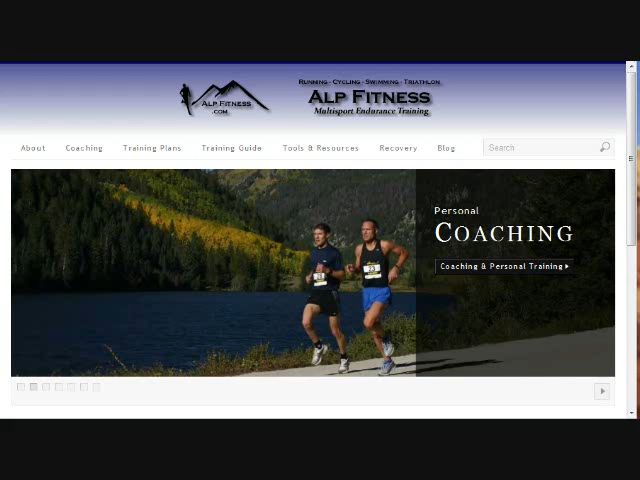 Running - Cycling - Swimming - Triathlon
Alp Fitness
.com
Alp Fitness
Multisport Endurance Training
About Coaching Training Plans Training Guide Tools & Resources Recovery Blog Search
Personal
Coaching
Coaching & Personal Training
23